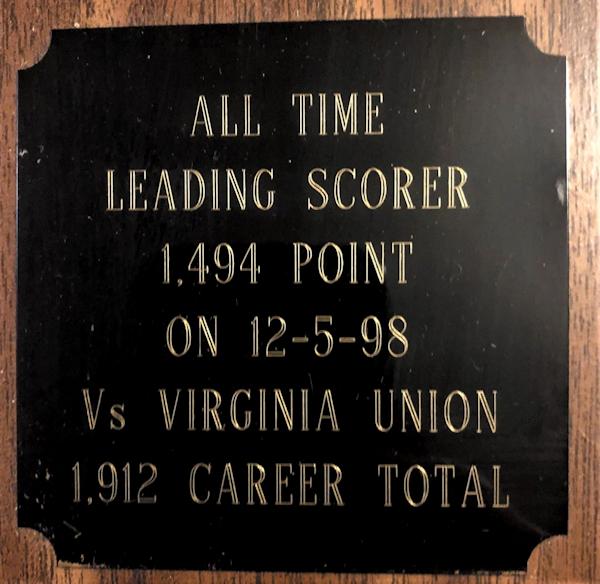 ALL TIME
LEADING SCORER
1,494 POINT
ON 12-5-98
Vs VIRGINIA UNION
1,912 CAREER TOTAL